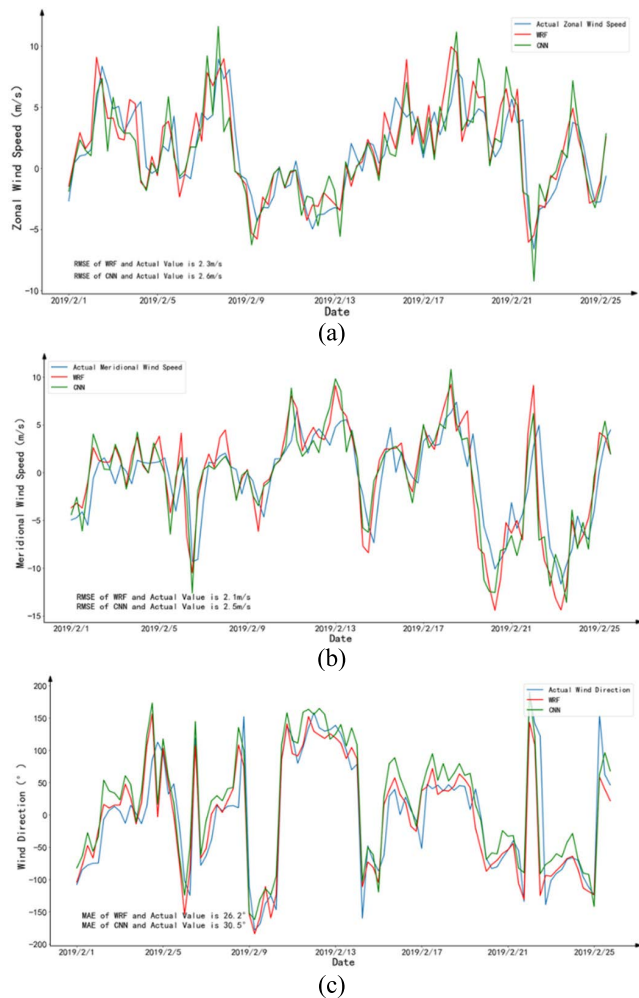 Actual Zonal Wind Speed
WRF
CNN
10
5
0
−5
−10
Zonal Wind Speed (m/s)
RMSE of WRF and Actual Value is 2.3m/s
RMSE of CNN and Actual Value is 2.6m/s
2019/2/1 2019/2/5 2019/2/9 2019/2/13 2019/2/17 2019/2/21 2019/2/25
Date
(a)
Actual Meridional Wind Speed
WRF
CNN
10
5
0
−5
−10
−15
Meridional Wind Speed (m/s)
RMSE of WRF and Actual Value is 2.1m/s
RMSE of CNN and Actual Value is 2.5m/s
2019/2/1 2019/2/5 2019/2/9 2019/2/13 2019/2/17 2019/2/21 2019/2/25
Date
(b)
Actual Wind Direction
WRF
CNN
200
150
100
50
0
−50
−100
−150
−200
Wind Direction (°)
MAE of WRF and Actual Value is 26.2°
MAE of CNN and Actual Value is 30.5°
2019/2/1 2019/2/5 2019/2/9 2019/2/13 2019/2/17 2019/2/21 2019/2/25
Date
(c)